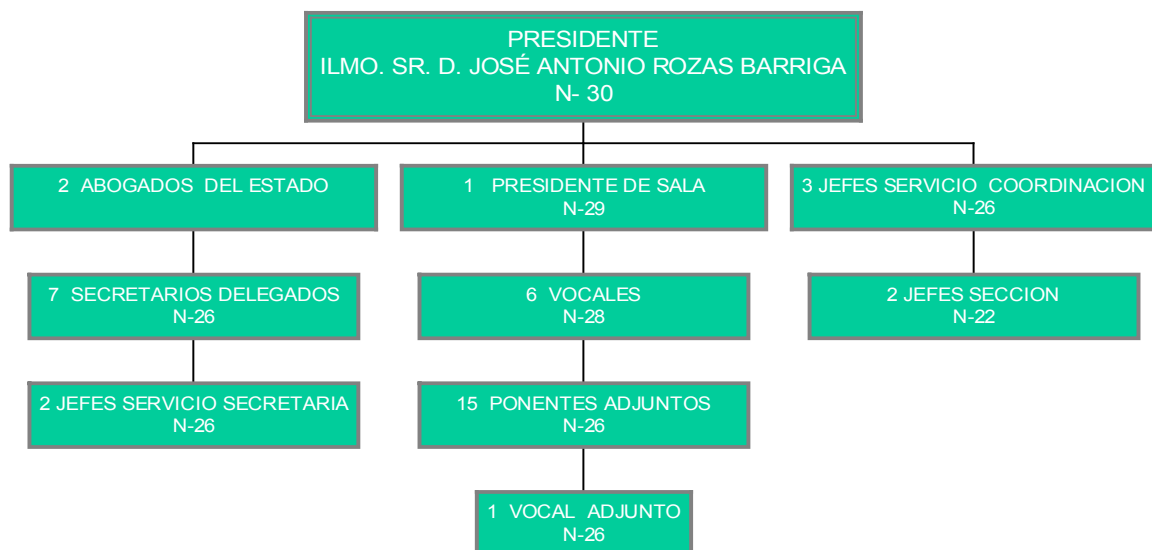 PRESIDENTE
ILMO. SR. D. JOSÉ ANTONIO ROZAS BARRIGA
N- 30
2 ABOGADOS DEL ESTADO
1 PRESIDENTE DE SALA
N-29
3 JEFES SERVICIO COORDINACION
N-26
7 SECRETARIOS DELEGADOS
N-26
6 VOCALES
N-28
2 JEFES SECCION
N-22
2 JEFES SERVICIO SECRETARIA
N-26
15 PONENTES ADJUNTOS
N-26
1 VOCAL ADJUNTO
N-26